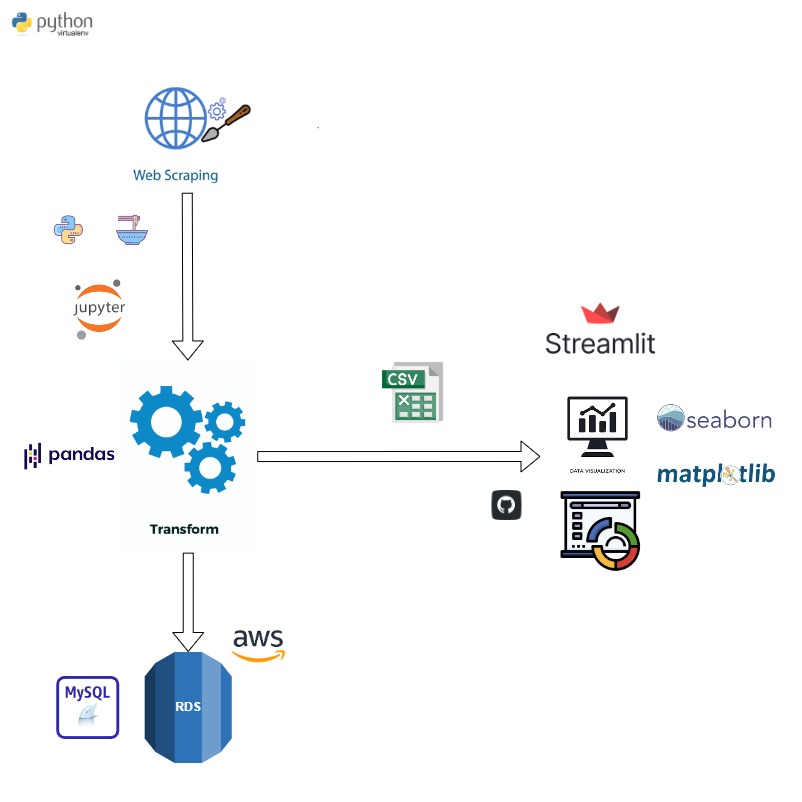 python
virtualenv
Web Scraping
jupyter
Streamlit
CSV
X
seaborn
pandas
DATA VISUALIZATION
matplotlib
Transform
aws
MySQL
RDS